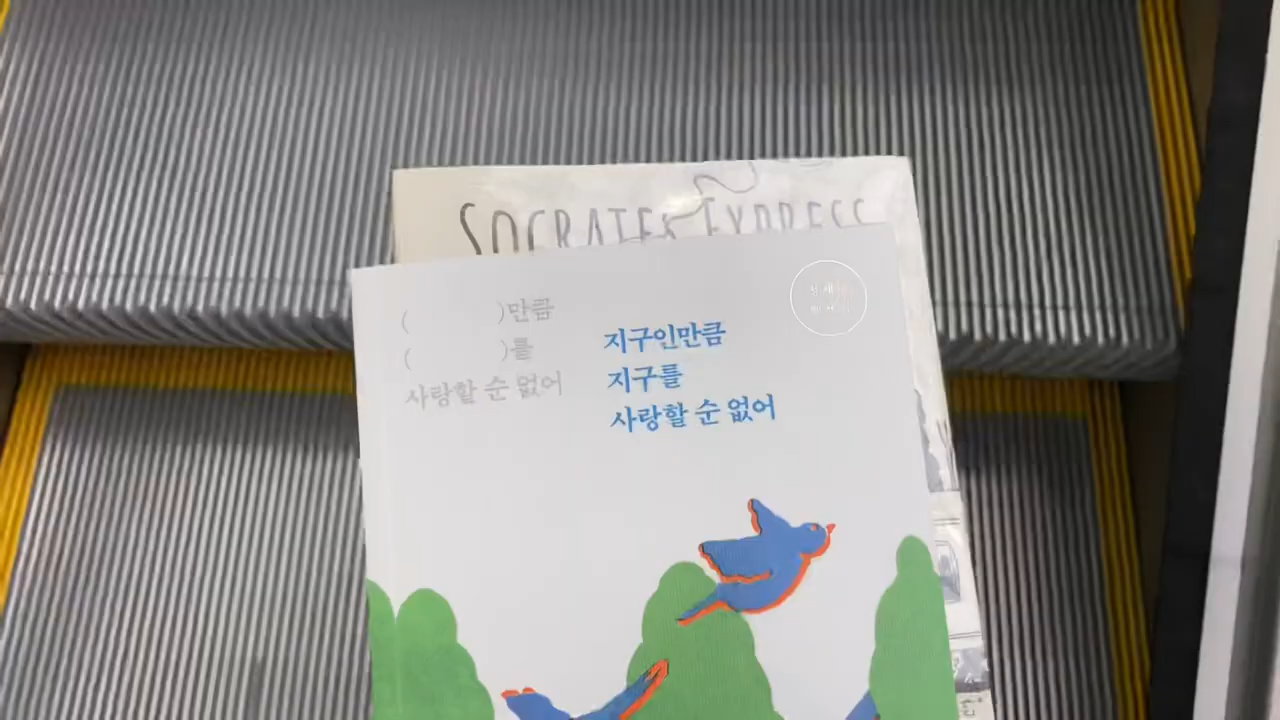 SOCRATES EXPRESS
( )만큼
( )를
사랑할 순 없어
지구인만큼
지구를
사랑할 순 없어